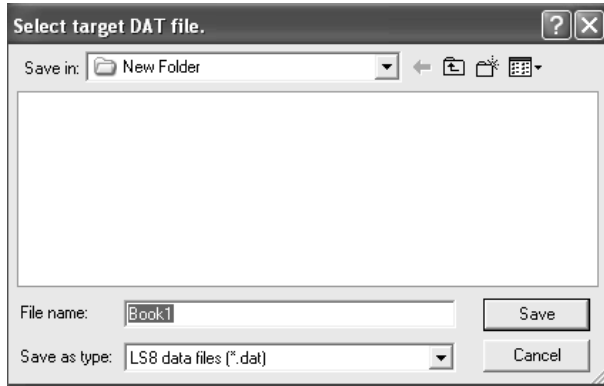 Select target DAT file.
Save in: New Folder
File name: Book1 Save
Save as type: LS8 data files (*.dat) Cancel